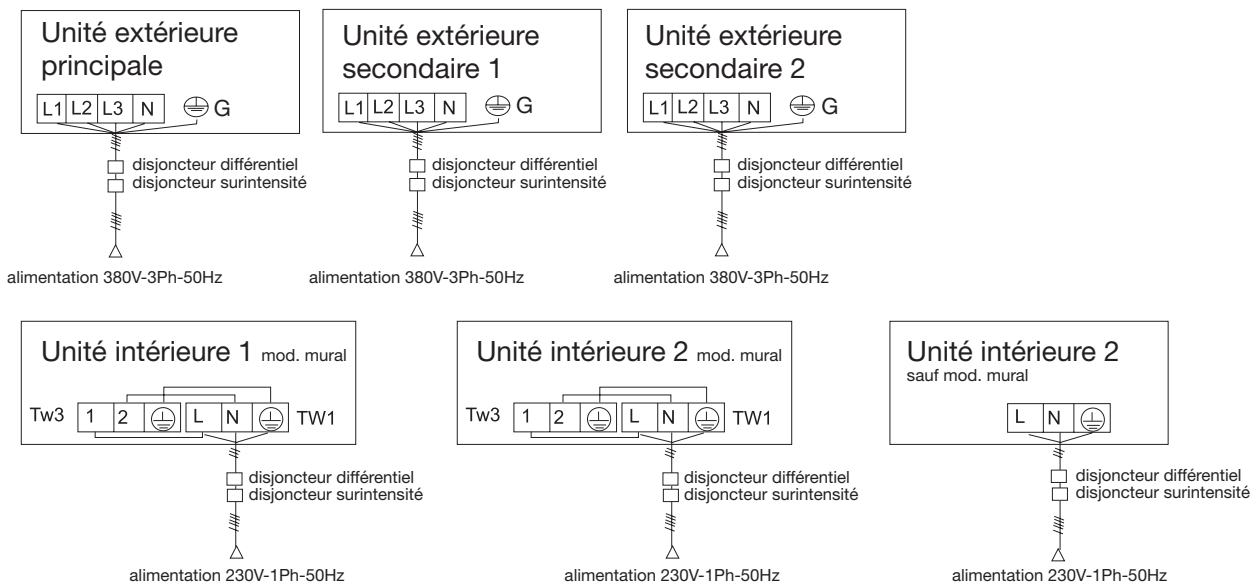 Unité extérieure
principale
L1 L2 L3 N G
disjoncteur différentiel
disjoncteur surintensité
alimentation 380V-3Ph-50Hz
Unité extérieure
secondaire 1
L1 L2 L3 N G
disjoncteur différentiel
disjoncteur surintensité
alimentation 380V-3Ph-50Hz
Unité extérieure
secondaire 2
L1 L2 L3 N G
disjoncteur différentiel
disjoncteur surintensité
alimentation 380V-3Ph-50Hz
Unité intérieure 1 mod. mural
Tw3 1 2 L N TW1
disjoncteur différentiel
disjoncteur surintensité
alimentation 230V-1Ph-50Hz
Unité intérieure 2 mod. mural
Tw3 1 2 L N TW1
disjoncteur différentiel
disjoncteur surintensité
alimentation 230V-1Ph-50Hz
Unité intérieure 2
sauf mod. mural
L N
disjoncteur différentiel
disjoncteur surintensité
alimentation 230V-1Ph-50Hz